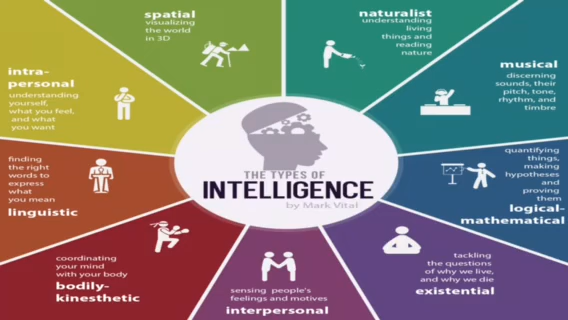 spatial
visualizing
the world
in 3D
naturalist
understanding
living
things and
reading
nature
musical
discerning
sounds, their
pitch, tone,
rhythm, and
timbre
quantifying
things,
making
hypotheses
and
proving
them
logical-
mathematical
tackling
the questions
of why we live,
and why we die
existential
sensing people's
feelings and motives
interpersonal
coordinating
your mind
with your body
bodily-
kinesthetic
finding
the right
words to
express
what
you mean
linguistic
intra-
personal
understanding
yourself,
what you feel,
and what
you want
THE TYPES OF
INTELLIGENCE
by Mark Vital